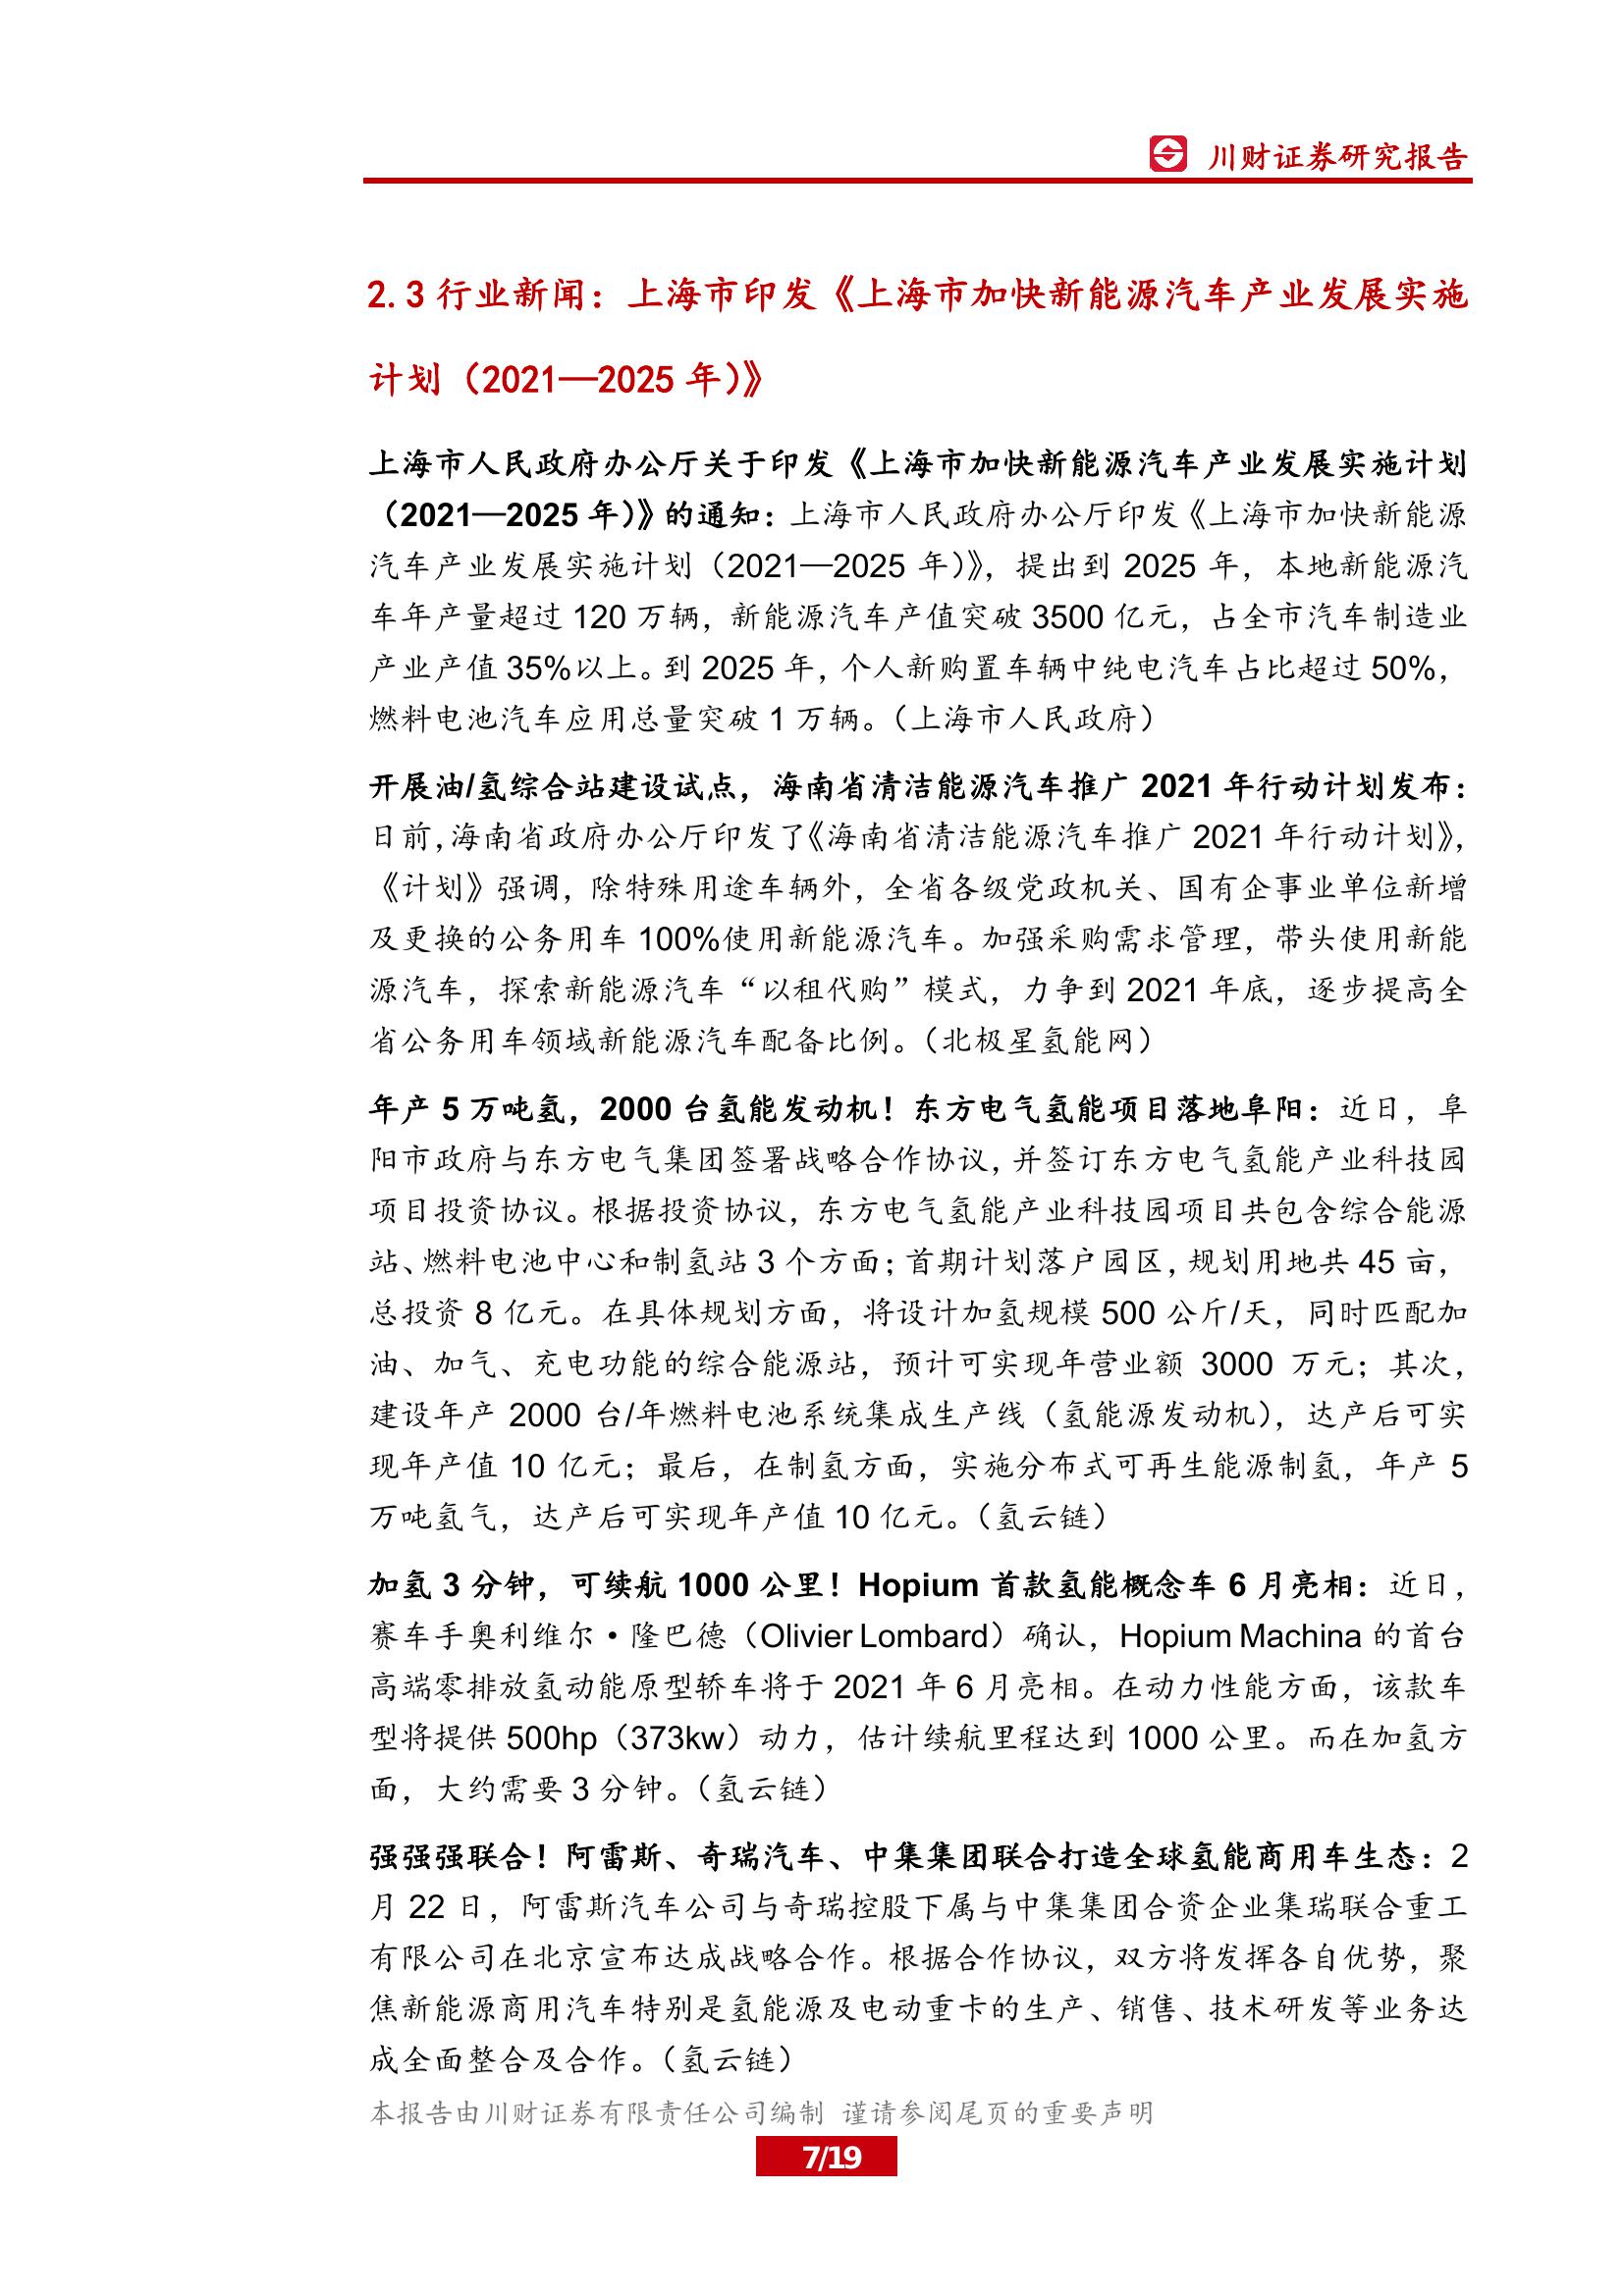 川财证券研究报告
2.3 行业新闻：上海市印发《上海市加快新能源汽车产业发展实施
计划（2021—2025 年）》
上海市人民政府办公厅关于印发《上海市加快新能源汽车产业发展实施计划
（2021—2025 年）》的通知：上海市人民政府办公厅印发《上海市加快新能源
汽车产业发展实施计划（2021—2025 年）》，提出到 2025 年，本地新能源汽
车年产量超过 120 万辆，新能源汽车产值突破 3500 亿元，占全市汽车制造业
产业产值 35%以上。到 2025 年，个人新购置车辆中纯电汽车占比超过 50%，
燃料电池汽车应用总量突破 1 万辆。（上海市人民政府）
开展油/氢综合站建设试点，海南省清洁能源汽车推广 2021 年行动计划发布：
日前，海南省政府办公厅印发了《海南省清洁能源汽车推广 2021 年行动计划》，
《计划》强调，除特殊用途车辆外，全省各级党政机关、国有企事业单位新增
及更换的公务用车 100%使用新能源汽车。加强采购需求管理，带头使用新能
源汽车，探索新能源汽车“以租代购”模式，力争到 2021 年底，逐步提高全
省公务用车领域新能源汽车配备比例。（北极星氢能网）
年产 5 万吨氢，2000 台氢能发动机！东方电气氢能项目落地阜阳：近日，阜
阳市政府与东方电气集团签署战略合作协议，并签订东方电气氢能产业科技园
项目投资协议。根据投资协议，东方电气氢能产业科技园项目共包含综合能源
站、燃料电池中心和制氢站 3 个方面；首期计划落户园区，规划用地共 45 亩，
总投资 8 亿元。在具体规划方面，将设计加氢规模 500 公斤/天，同时匹配加
油、加气、充电功能的综合能源站，预计可实现年营业额 3000 万元；其次，
建设年产 2000 台/年燃料电池系统集成生产线（氢能源发动机），达产后可实
现年产值 10 亿元；最后，在制氢方面，实施分布式可再生能源制氢，年产 5
万吨氢气，达产后可实现年产值 10 亿元。（氢云链）
加氢 3 分钟，可续航 1000 公里！Hopium 首款氢能概念车 6 月亮相：近日，
赛车手奥利维尔·隆巴德（Olivier Lombard）确认，Hopium Machina 的首台
高端零排放氢动能原型轿车将于 2021 年 6 月亮相。在动力性能方面，该款车
型将提供 500hp（373kw）动力，估计续航里程达到 1000 公里。而在加氢方
面，大约需要 3 分钟。（氢云链）
强强强联合！阿雷斯、奇瑞汽车、中集集团联合打造全球氢能商用车生态：2
月 22 日，阿雷斯汽车公司与奇瑞控股下属与中集集团合资企业集瑞联合重工
有限公司在北京宣布达成战略合作。根据合作协议，双方将发挥各自优势，聚
焦新能源商用汽车特别是氢能源及电动重卡的生产、销售、技术研发等业务达
成全面整合及合作。（氢云链）
本报告由川财证券有限责任公司编制 谨请参阅尾页的重要声明
7/19